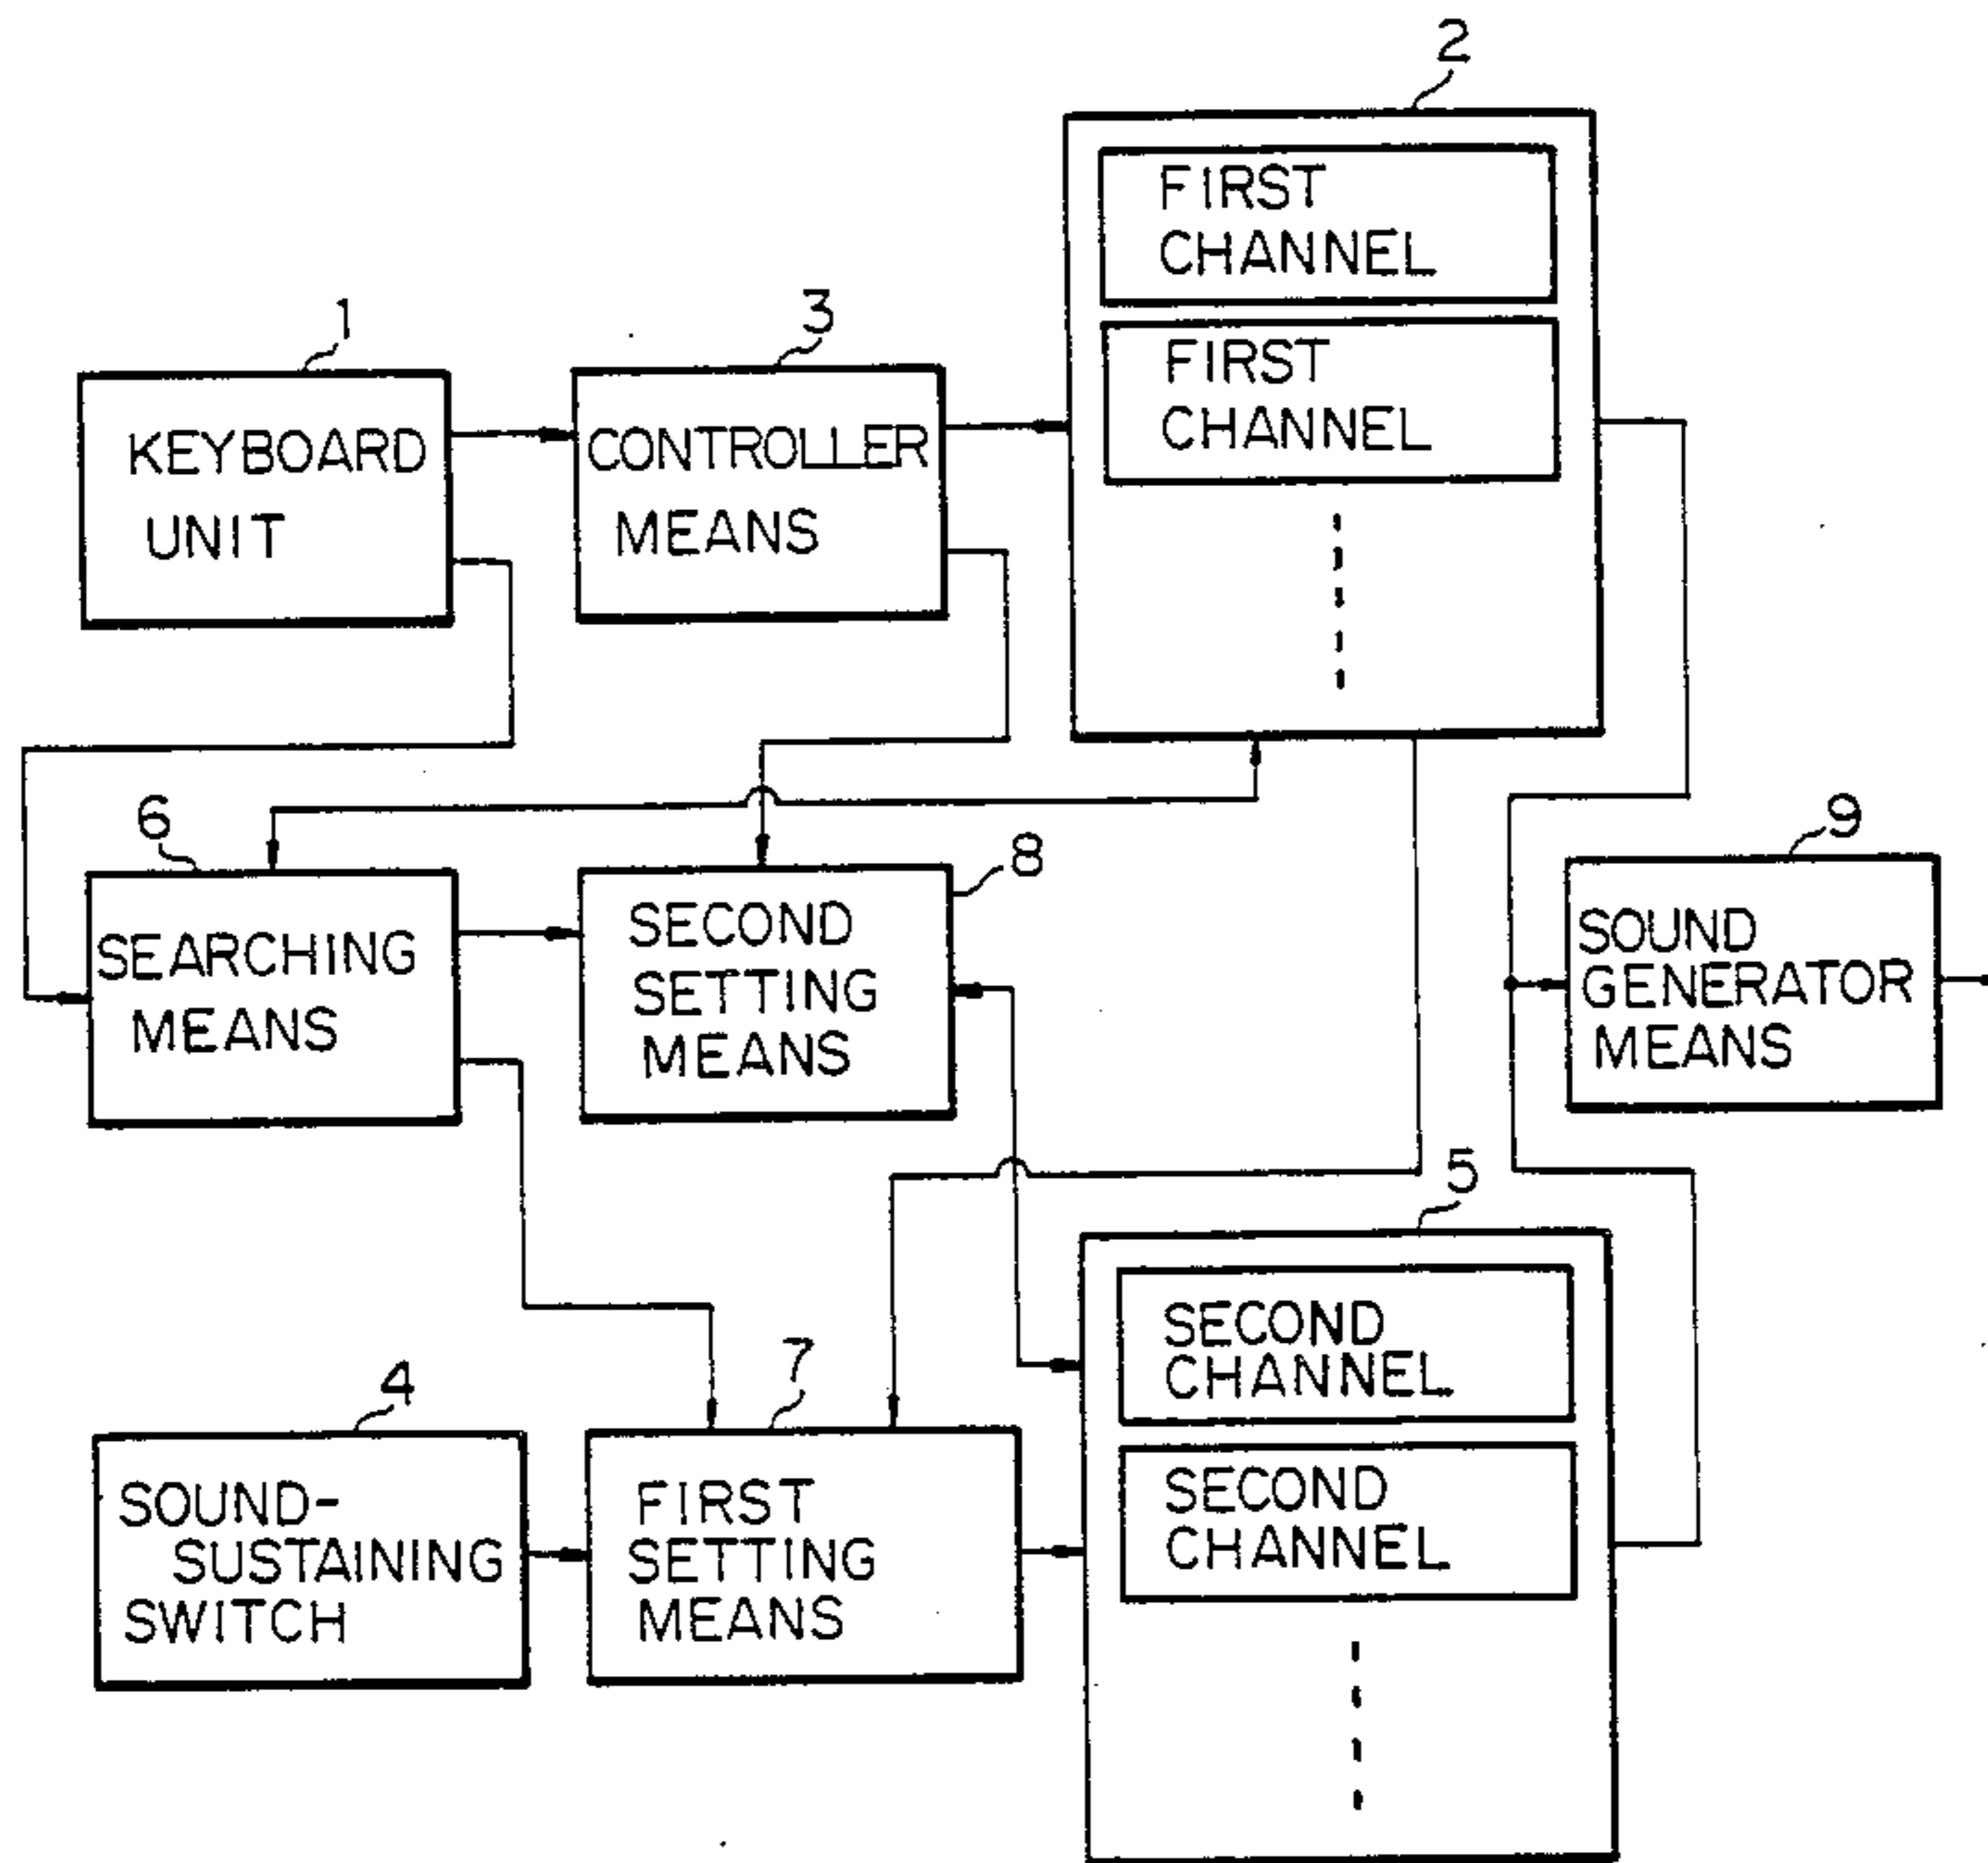 2
FIRST
CHANNEL
FIRST
CHANNEL
1
KEYBOARD
UNIT
3
CONTROLLER
MEANS
6
SEARCHING
MEANS
8
SECOND
SETTING
MEANS
9
SOUND
GENERATOR
MEANS
5
SECOND
CHANNEL
SECOND
CHANNEL
4
SOUND-
SUSTAINING
SWITCH
7
FIRST
SETTING
MEANS